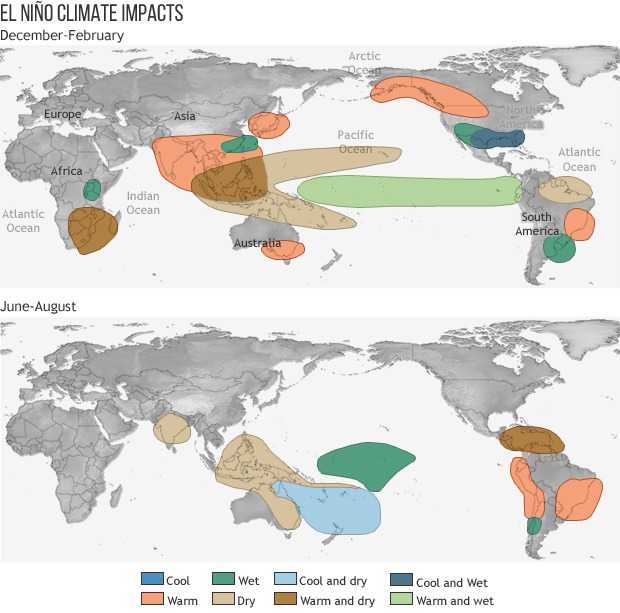 EL NIÑO CLIMATE IMPACTS
December-February
Arctic
Ocean
Europe
Asia
North
America
Pacific
Ocean
Africa
Atlantic
Ocean
Indian
Ocean
Atlantic
Ocean
South
America
Australia
June-August
Cool
Wet
Cool and dry
Cool and Wet
Warm
Dry
Warm and dry
Warm and wet